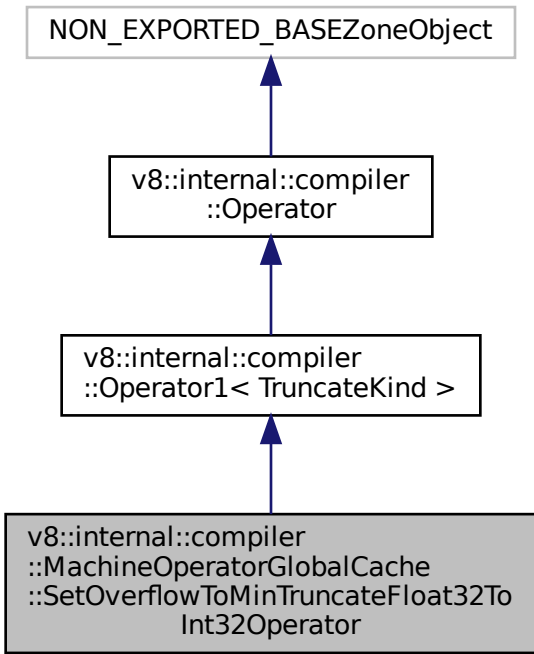 NON_EXPORTED_BASEZoneObject
v8::internal::compiler
::Operator
v8::internal::compiler
::Operator1< TruncateKind >
v8::internal::compiler
::MachineOperatorGlobalCache
::SetOverflowToMinTruncateFloat32To
Int32Operator